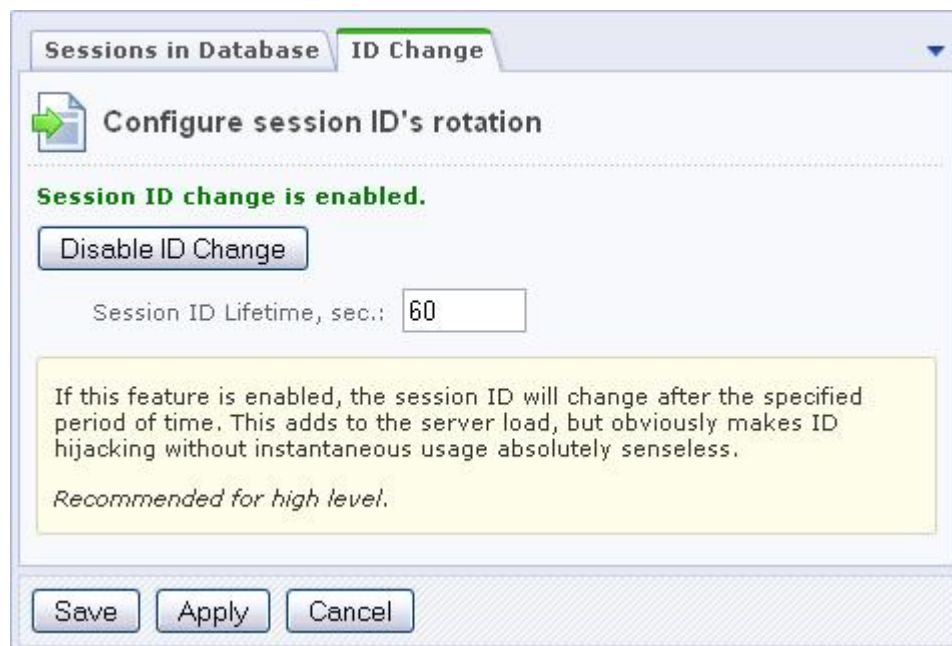 Sessions in Database
ID Change
Configure session ID's rotation
Session ID change is enabled.
Disable ID Change
Session ID Lifetime, sec.: 60
If this feature is enabled, the session ID will change after the specified
period of time. This adds to the server load, but obviously makes ID
hijacking without instantaneous usage absolutely senseless.
Recommended for high level.
Save
Apply
Cancel